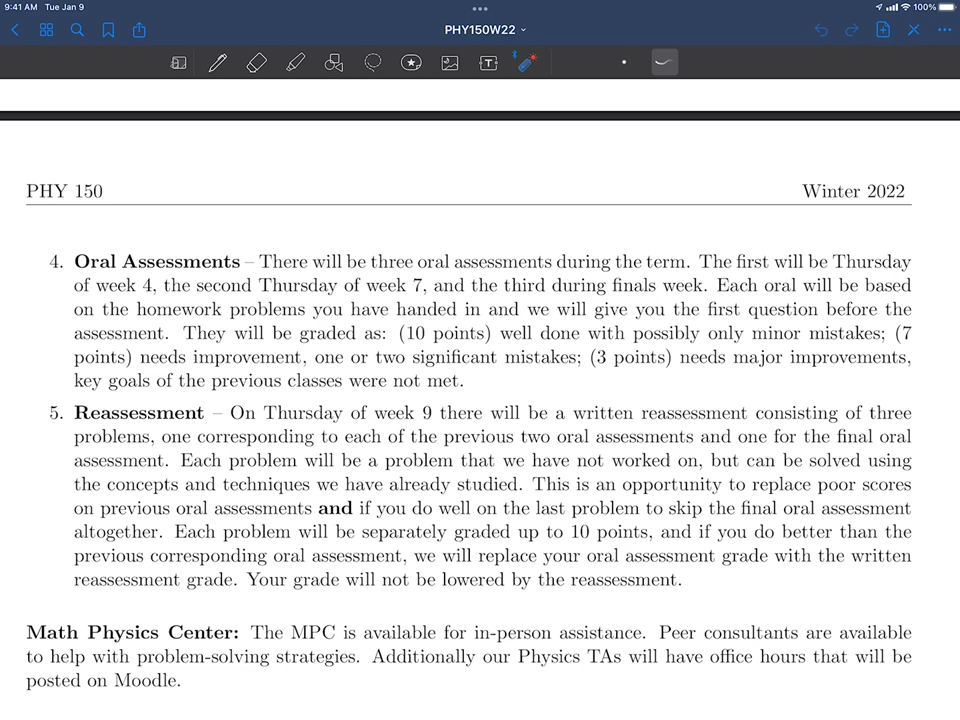 9:41 AM Tue Jan 9
100%
PHY150W22
T
PHY 150 Winter 2022
4. Oral Assessments – There will be three oral assessments during the term. The first will be Thursday
of week 4, the second Thursday of week 7, and the third during finals week. Each oral will be based
on the homework problems you have handed in and we will give you the first question before the
assessment. They will be graded as: (10 points) well done with possibly only minor mistakes; (7
points) needs improvement, one or two significant mistakes; (3 points) needs major improvements,
key goals of the previous classes were not met.
5. Reassessment – On Thursday of week 9 there will be a written reassessment consisting of three
problems, one corresponding to each of the previous two oral assessments and one for the final oral
assessment. Each problem will be a problem that we have not worked on, but can be solved using
the concepts and techniques we have already studied. This is an opportunity to replace poor scores
on previous oral assessments and if you do well on the last problem to skip the final oral assessment
altogether. Each problem will be separately graded up to 10 points, and if you do better than the
previous corresponding oral assessment, we will replace your oral assessment grade with the written
reassessment grade. Your grade will not be lowered by the reassessment.
Math Physics Center: The MPC is available for in-person assistance. Peer consultants are available
to help with problem-solving strategies. Additionally our Physics TAs will have office hours that will be
posted on Moodle.